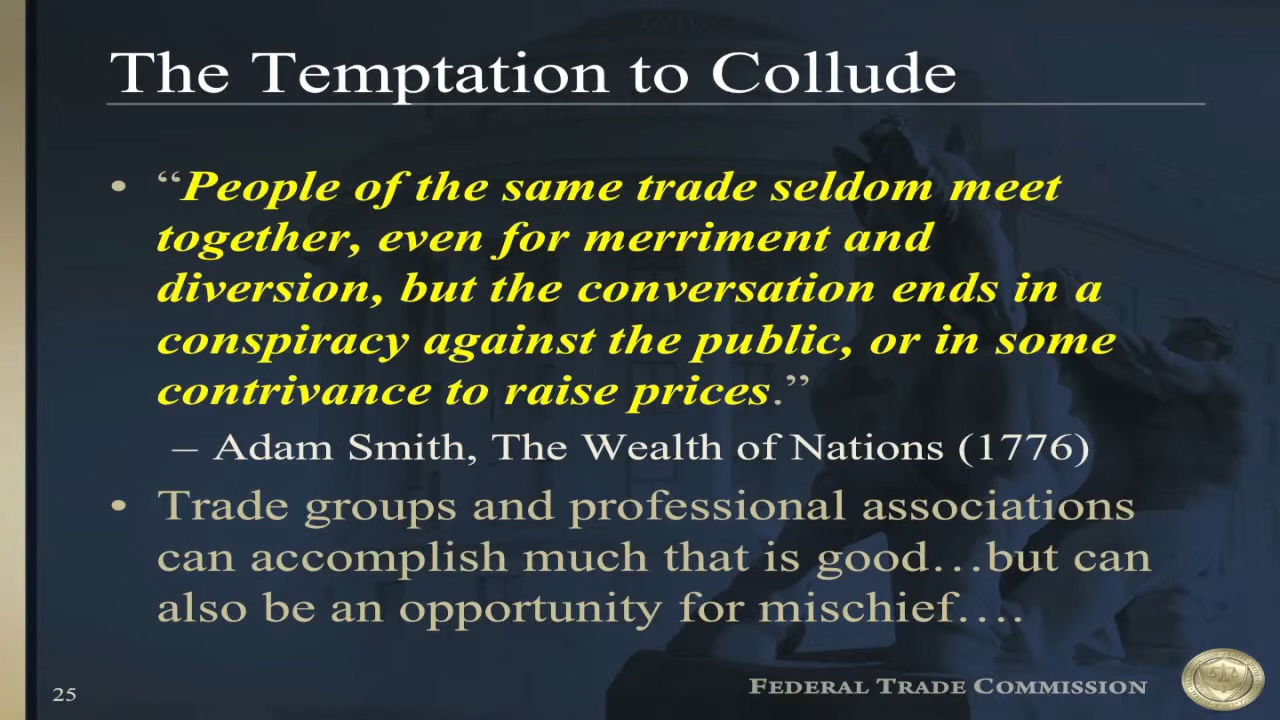 The Temptation to Collude
• “People of the same trade seldom meet
together, even for merriment and
diversion, but the conversation ends in a
conspiracy against the public, or in some
contrivance to raise prices.”
– Adam Smith, The Wealth of Nations (1776)
• Trade groups and professional associations
can accomplish much that is good…but can
also be an opportunity for mischief….
25
FEDERAL TRADE COMMISSION